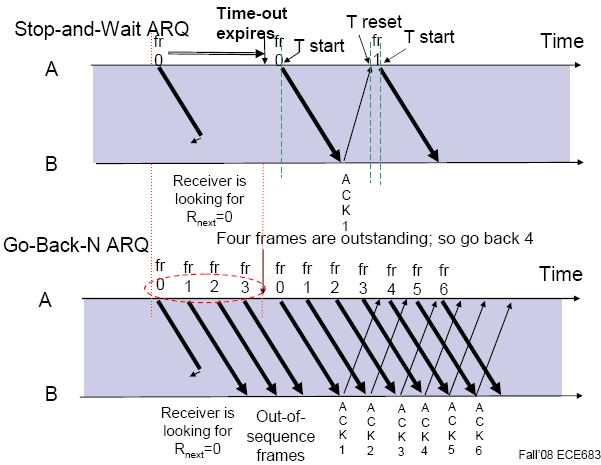 Stop-and-Wait ARQ
Time-out
expires
fr
0
fr
0
T start
T reset
fr
1
T start
Time
A
B
Receiver is
looking for
Rnext=0
A
C
K
1
Go-Back-N ARQ
Four frames are outstanding; so go back 4
fr fr fr fr fr fr fr fr fr fr fr
0 1 2 3 0 1 2 3 4 5 6
Time
A
B
Receiver is
looking for
Rnext=0
Out-of-
sequence
frames
A A A A A A
C C C C C C
K K K K K K
1 2 3 4 5 6
Fall'08 ECE683